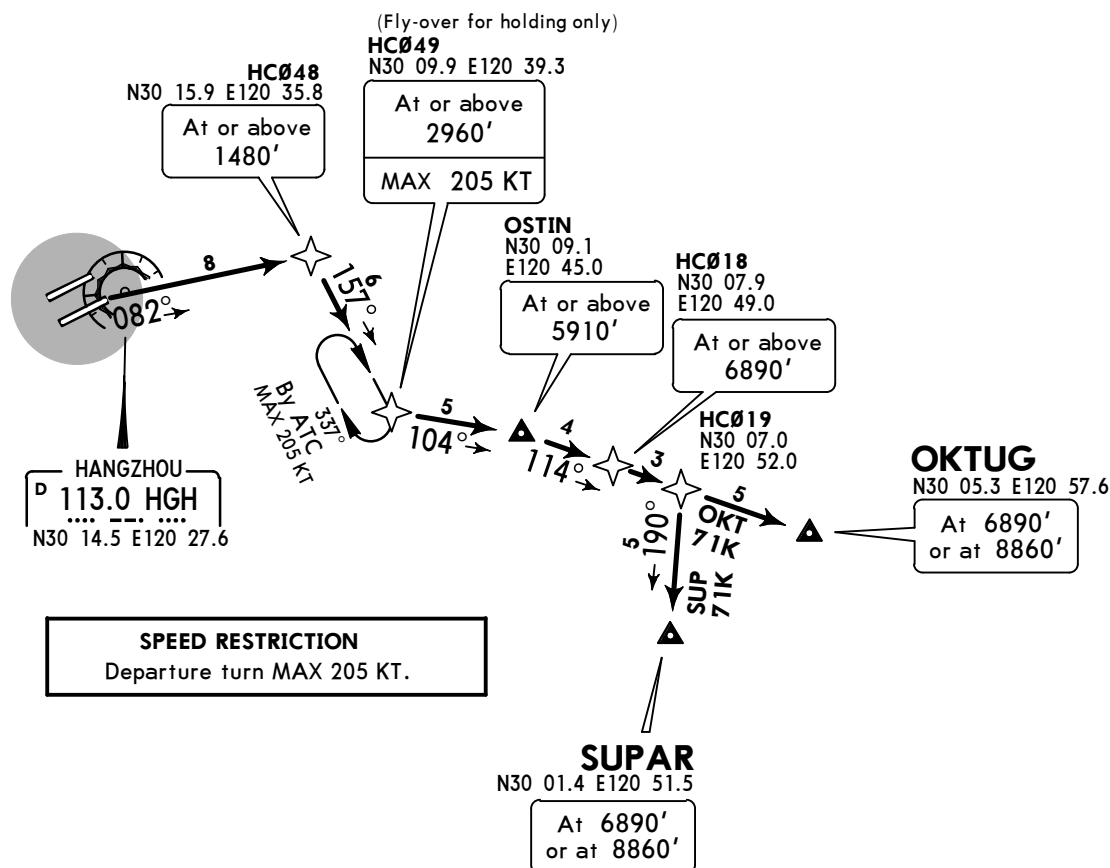 (Fly-over for holding only)
HCØ49
N30 09.9 E120 39.3
At or above
2960'
MAX 205 KT
HCØ48
N30 15.9 E120 35.8
At or above
1480'
OSTIN
N30 09.1
E120 45.0
At or above
5910'
HCØ18
N30 07.9
E120 49.0
At or above
6890'
HCØ19
N30 07.0
E120 52.0
OKTUG
N30 05.3 E120 57.6
At 6890'
or at 8860'
8
082°
6
157°
337°
By ATC
MAX 205 KT
5
104°
4
114°
3
5
OKT
71K
5
190°
SUP
71K
HANGZHOU
D 113.0 HGH
N30 14.5 E120 27.6
SPEED RESTRICTION
Departure turn MAX 205 KT.
SUPAR
N30 01.4 E120 51.5
At 6890'
or at 8860'